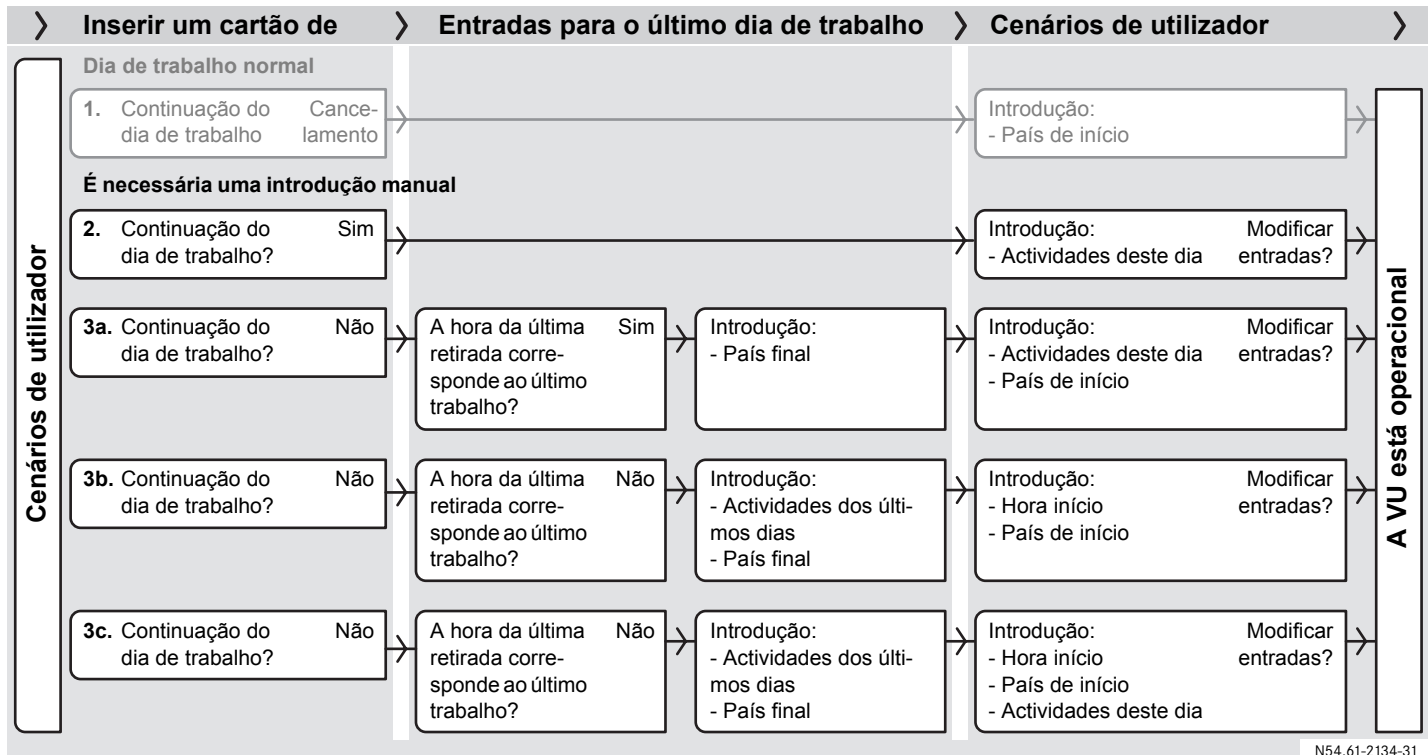 Inserir um cartão de
Entradas para o último dia de trabalho
Cenários de utilizador
Cenários de utilizador
Dia de trabalho normal
1. Continuação do Cance-
dia de trabalho lamento
Introdução:
- País de início
É necessária uma introdução manual
2. Continuação do Sim
dia de trabalho?
Introdução: Modificar
- Actividades deste dia entradas?
3a. Continuação do Não
dia de trabalho?
A hora da última Sim
retirada corre-
sponde ao último
trabalho?
Introdução:
- País final
Introdução: Modificar
- Actividades deste dia entradas?
- País de início
3b. Continuação do Não
dia de trabalho?
A hora da última Não
retirada corre-
sponde ao último
trabalho?
Introdução:
- Actividades dos últi-
mos dias
- País final
Introdução: Modificar
- Hora início entradas?
- País de início
3c. Continuação do Não
dia de trabalho?
A hora da última Não
retirada corre-
sponde ao último
trabalho?
Introdução:
- Actividades dos últi-
mos dias
- País final
Introdução: Modificar
- Hora início entradas?
- País de início
- Actividades deste dia
A VU está operacional
N54.61-2134-31